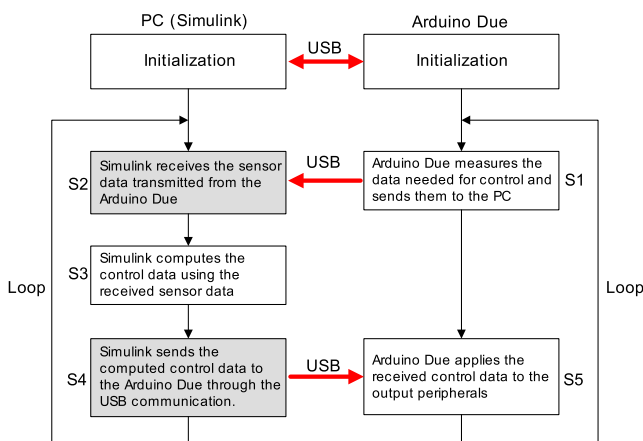 PC (Simulink)
Arduino Due
Initialization
USB
Initialization
S2
Simulink receives the sensor
data transmitted from the
Arduino Due
USB
Arduino Due measures the
data needed for control and
sends them to the PC
S1
S3
Simulink computes the
control data using the
received sensor data
Loop
Loop
S4
Simulink sends the
computed control data to
the Arduino Due through the
USB communication.
USB
Arduino Due applies the
received control data to the
output peripherals
S5